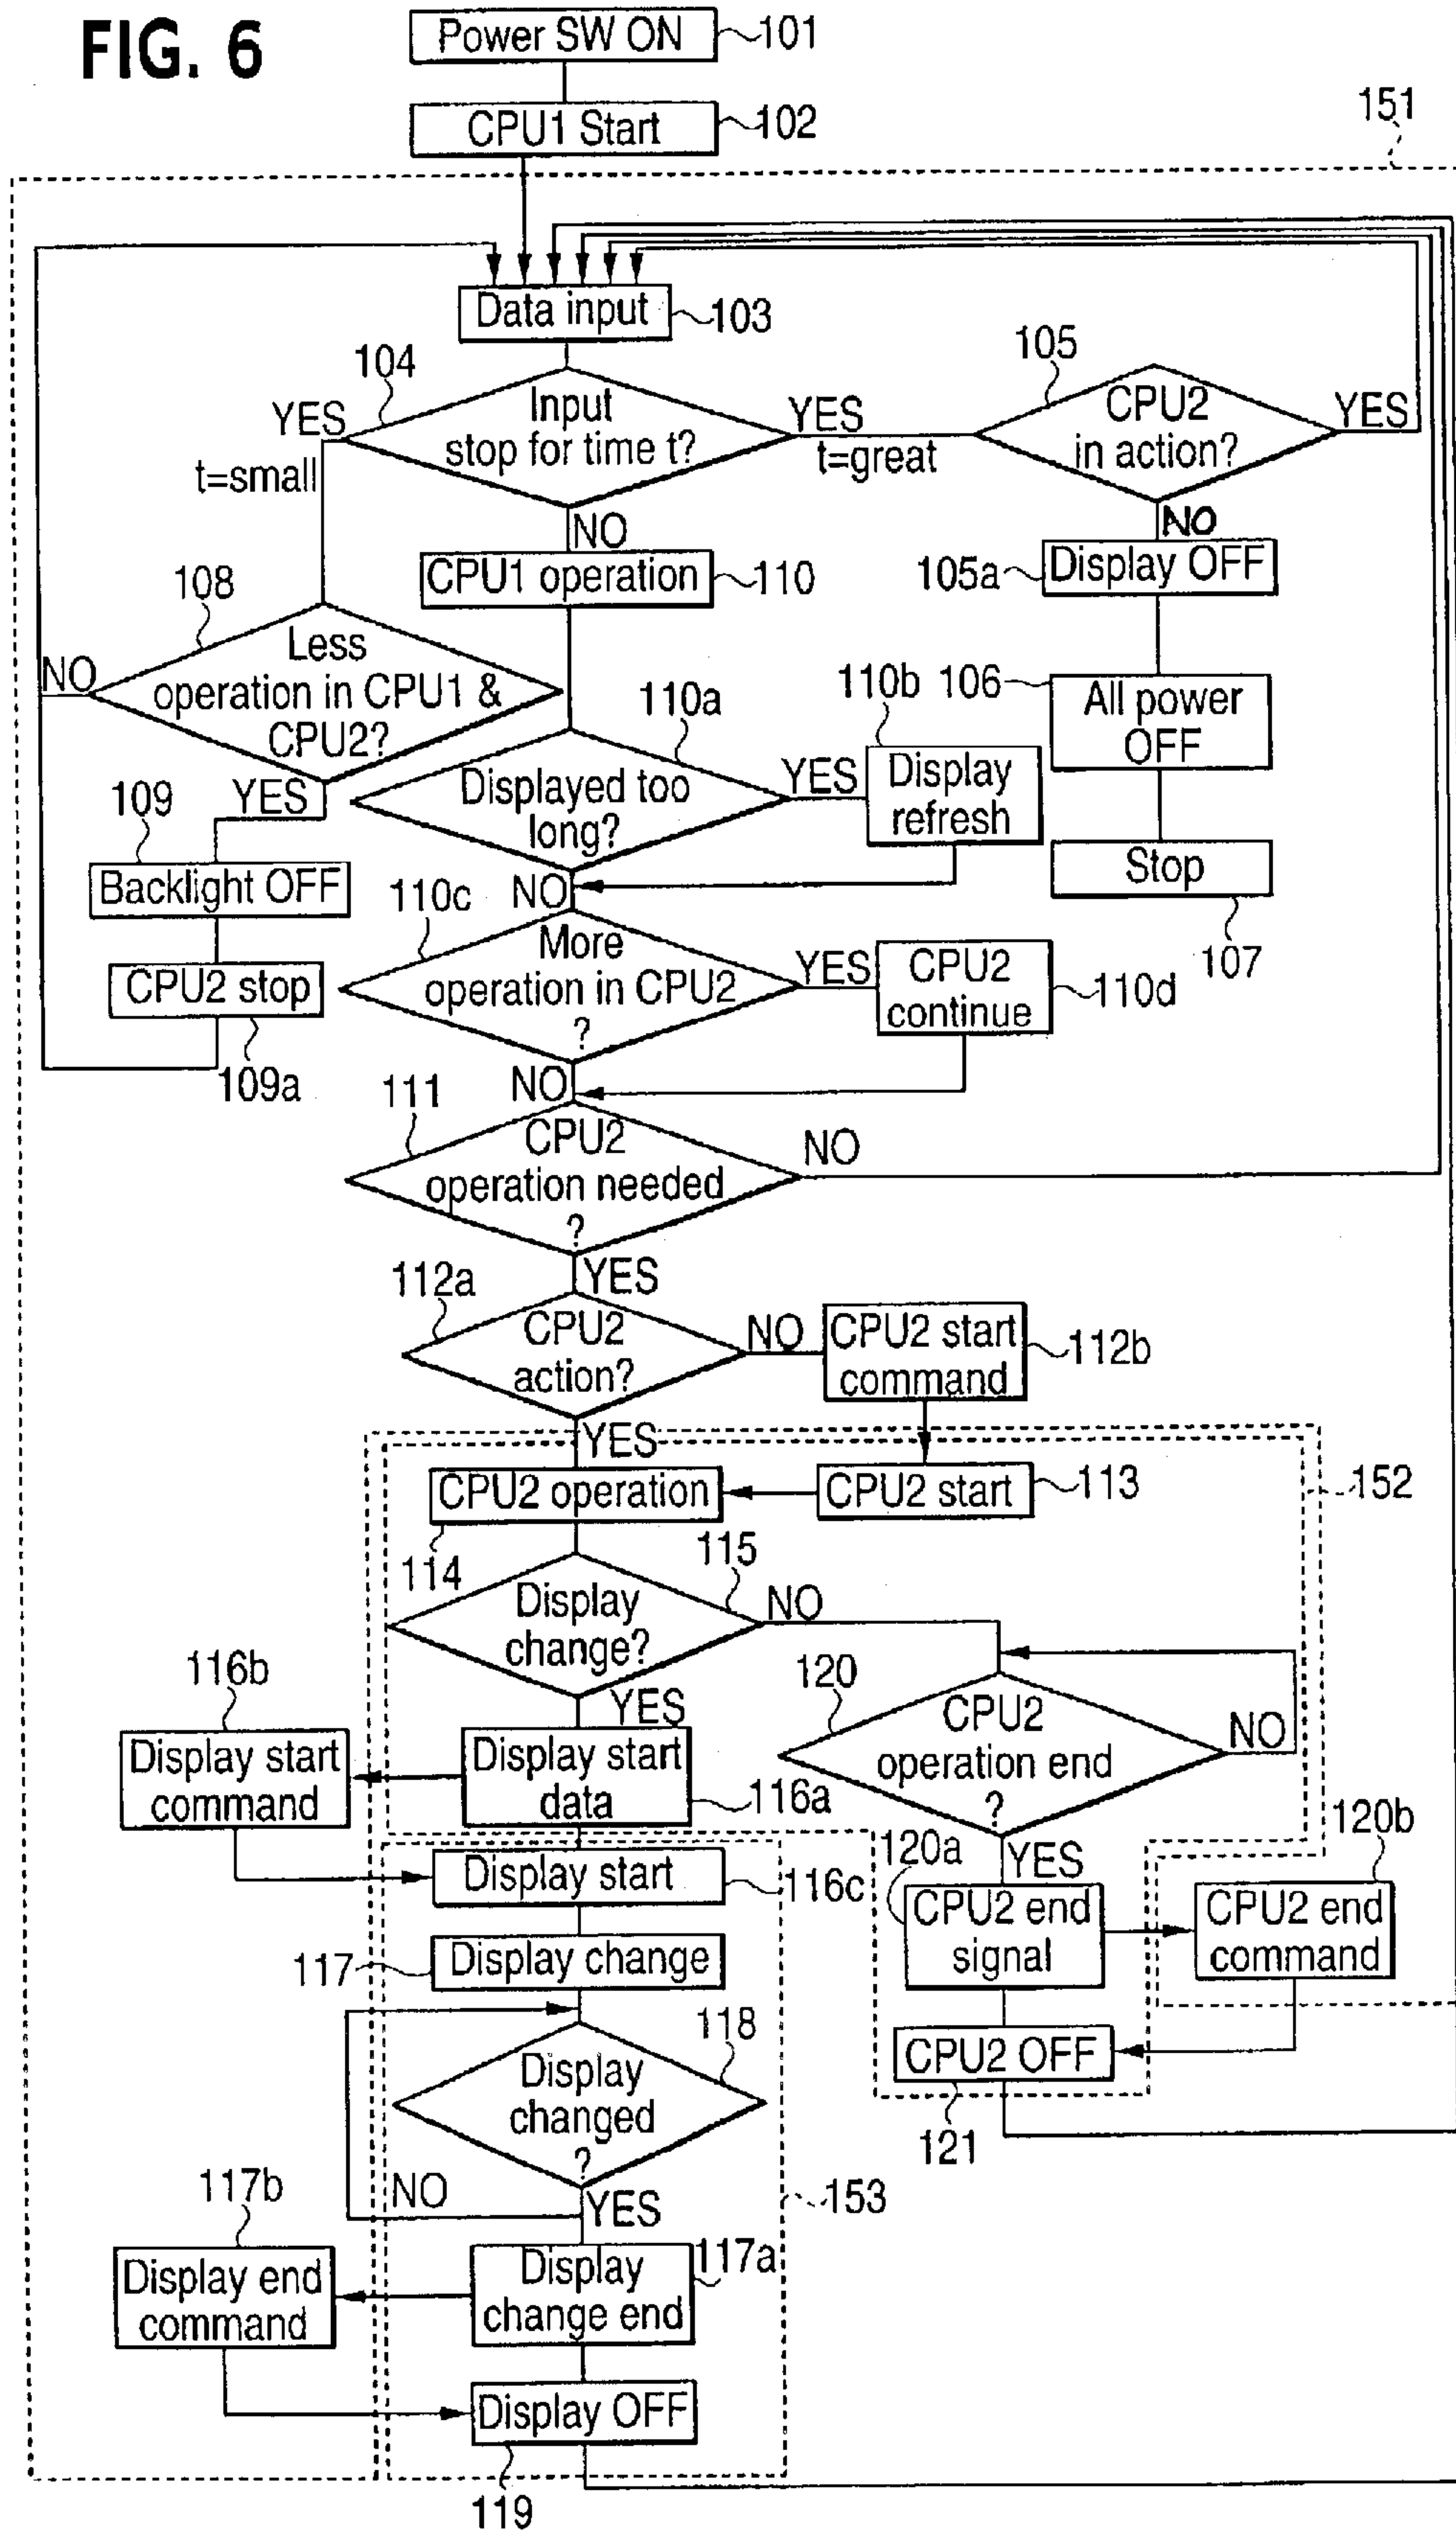 FIG. 6
Power SW ON
101
CPU1 Start
102
151
Data input
103
104
Input
stop for time t?
YES
t=small
YES
t=great
105
CPU2
in action?
YES
NO
NO
CPU1 operation
110
105a
Display OFF
108
Less
operation in CPU1 &
CPU2?
NO
YES
110a
Displayed too
long?
YES
110b
Display
refresh
106
All power
OFF
109
Backlight OFF
NO
Stop
107
110c
More
operation in CPU2
?
YES
CPU2
continue
110d
CPU2 stop
109a
NO
111
CPU2
operation needed
?
NO
YES
112a
CPU2
action?
NO
CPU2 start
command
112b
YES
CPU2 operation
114
CPU2 start
113
152
115
Display
change?
NO
YES
116b
Display start
command
Display start
data
116a
120
CPU2
operation end
?
NO
YES
120a
CPU2 end
signal
120b
CPU2 end
command
Display start
116c
Display change
117
118
Display
changed
?
CPU2 OFF
121
NO
YES
153
117b
Display end
command
117a
Display
change end
Display OFF
119